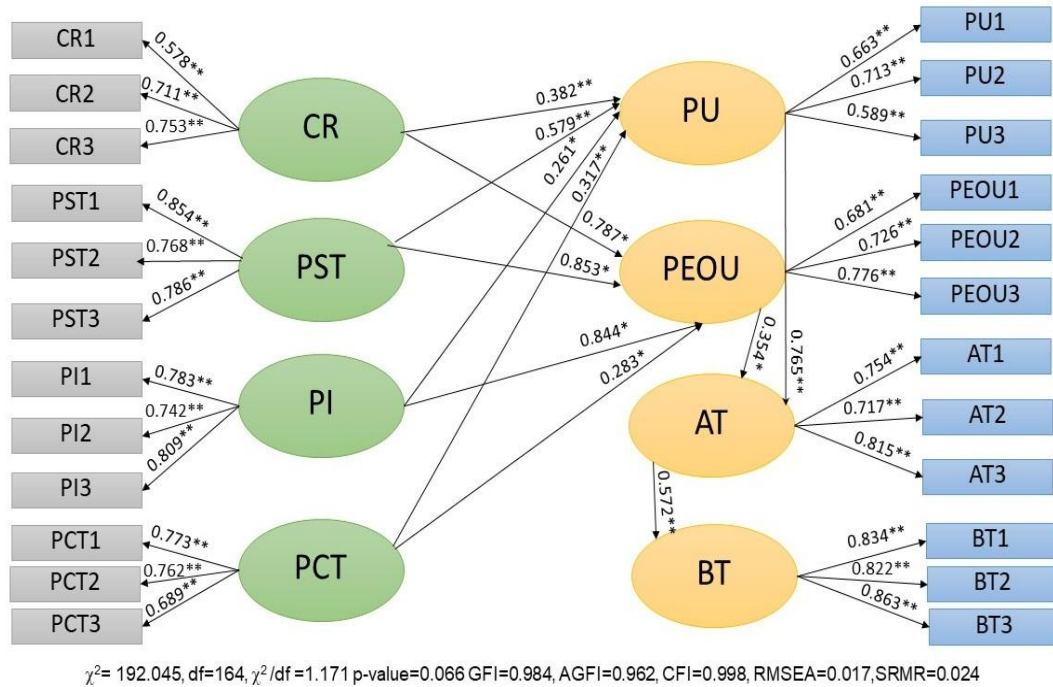 CR1
CR2
CR3
PST1
PST2
PST3
PI1
PI2
PI3
PCT1
PCT2
PCT3
0.578**
0.711**
0.753**
0.854**
0.768**
0.786**
0.783**
0.742**
0.809**
0.773**
0.762**
0.689**
CR
PST
PI
PCT
0.382**
0.579**
0.261*
0.317**
0.787*
0.853*
0.844*
0.283*
PU
PEOU
AT
BT
0.354*
0.765**
0.572**
0.663**
0.713**
0.589**
0.681**
0.726**
0.776**
0.754**
0.717**
0.815**
0.834**
0.822**
0.863**
PU1
PU2
PU3
PEOU1
PEOU2
PEOU3
AT1
AT2
AT3
BT1
BT2
BT3
χ²= 192.045, df=164, χ²/df =1.171 p-value=0.066 GFI=0.984, AGFI=0.962, CFI=0.998, RMSEA=0.017,SRMR=0.024